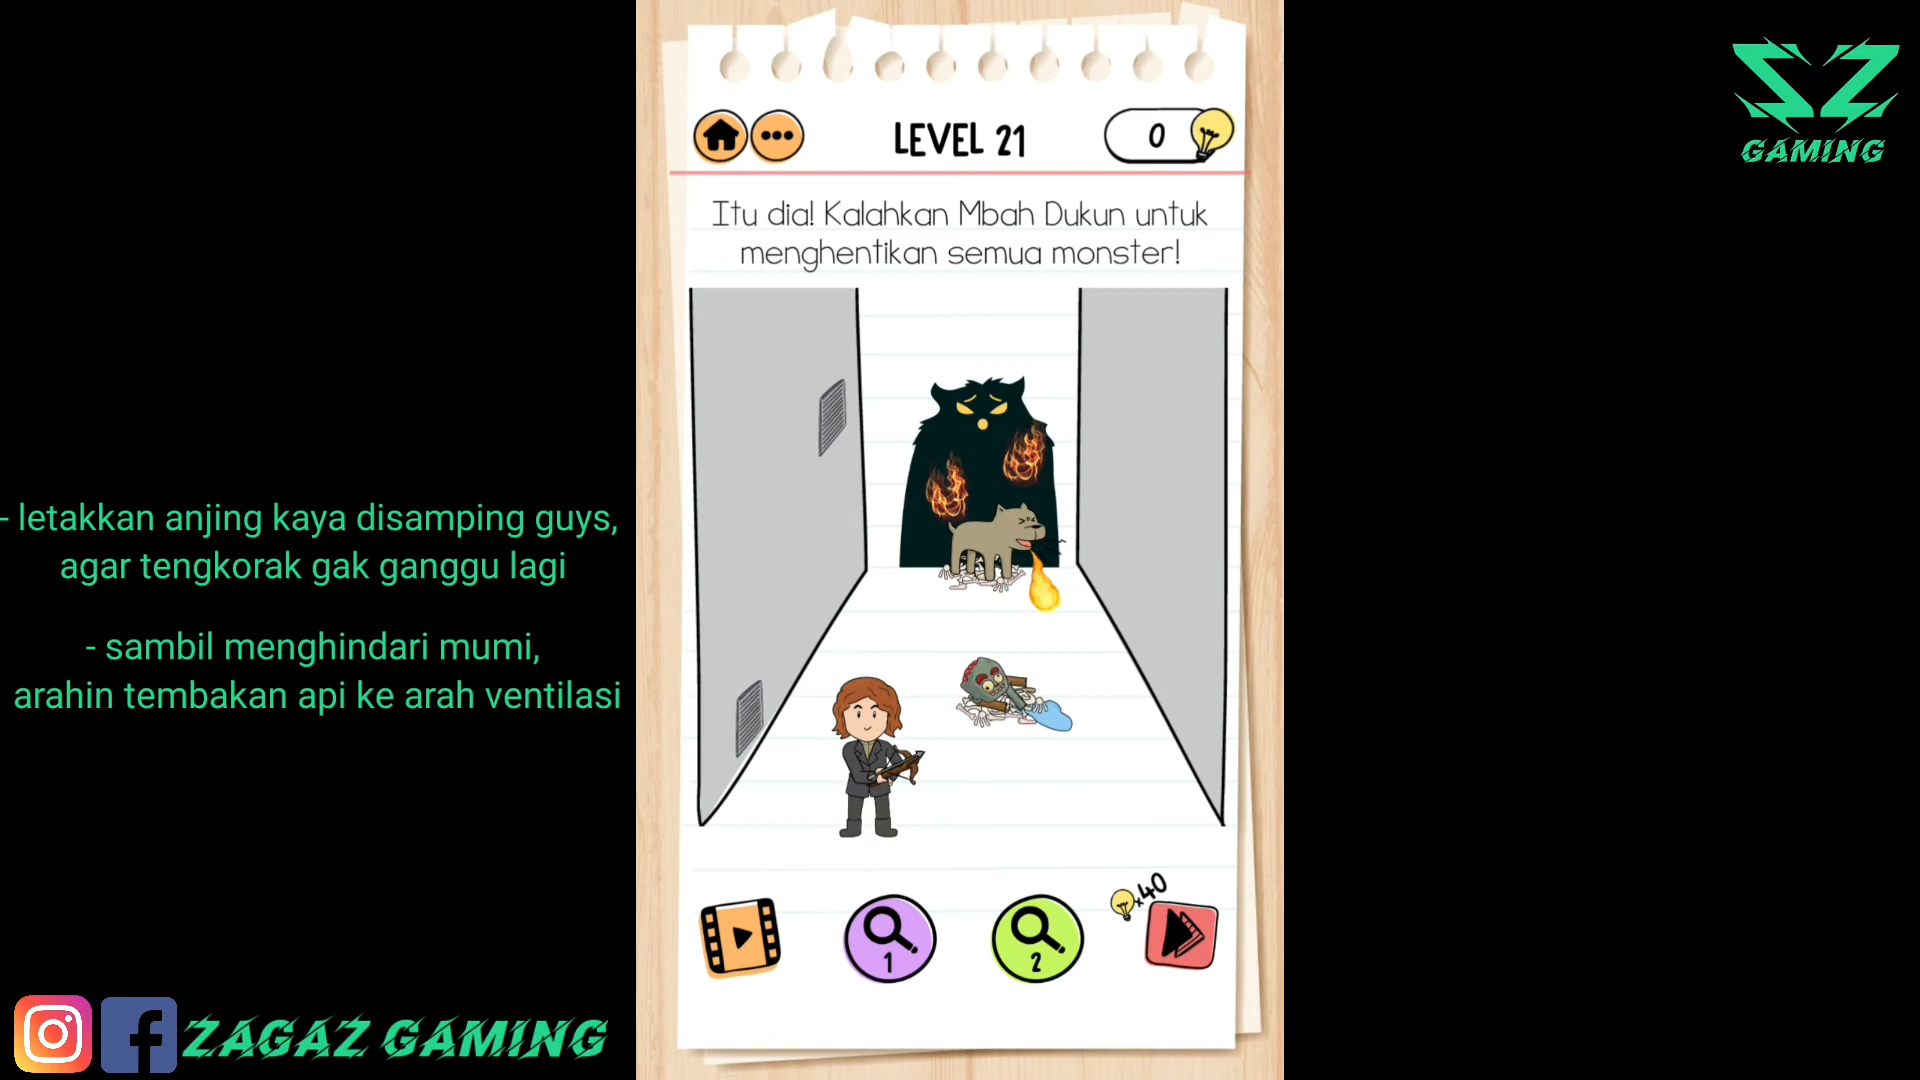 GAMING
LEVEL 21
0
Itu dia! Kalahkan Mbah Dukun untuk
menghentikan semua monster!
- letakkan anjing kaya disamping guys,
agar tengkorak gak ganggu lagi
- sambil menghindari mumi,
arahin tembakan api ke arah ventilasi
x40
1
2
ZAGAZ GAMING